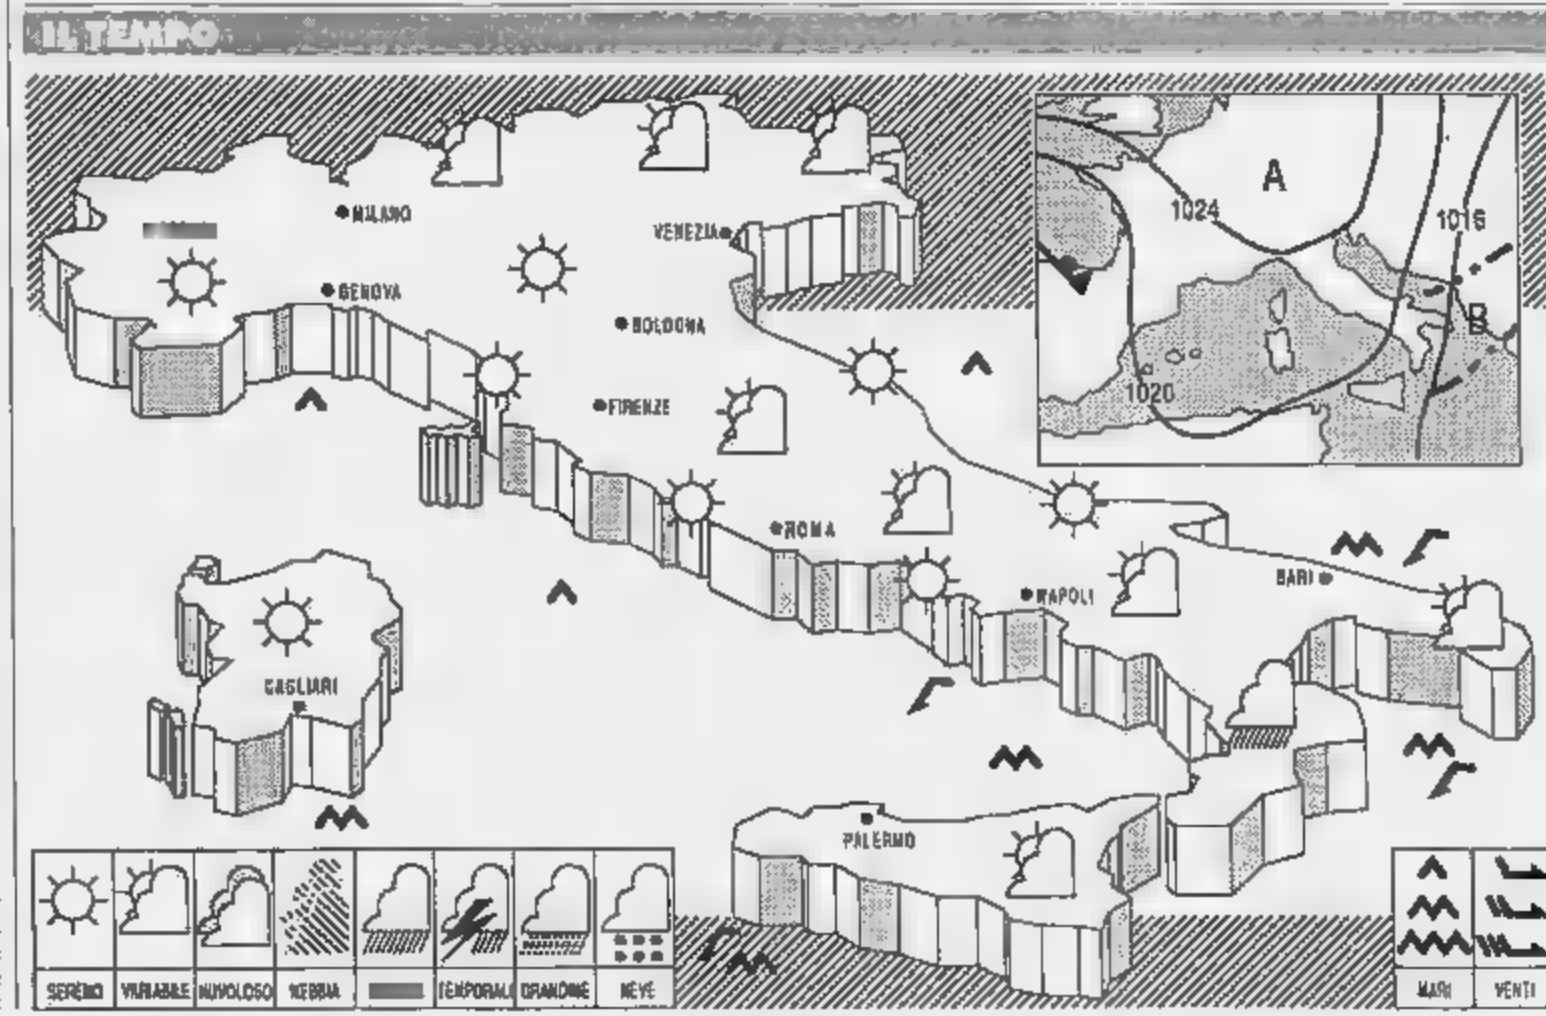 IL TEMPO
A
1024
1016
MILANO
VENEZIA
GENOVA
BOLOGNA
B
1020
FIRENZE
ROMA
BARI
NAPOLI
CAGLIARI
PALERMO
SERENO VARIABILE NUVOLOSO NEBBIA TEMPORALI GRANDINE NEVE
MARI VENTI